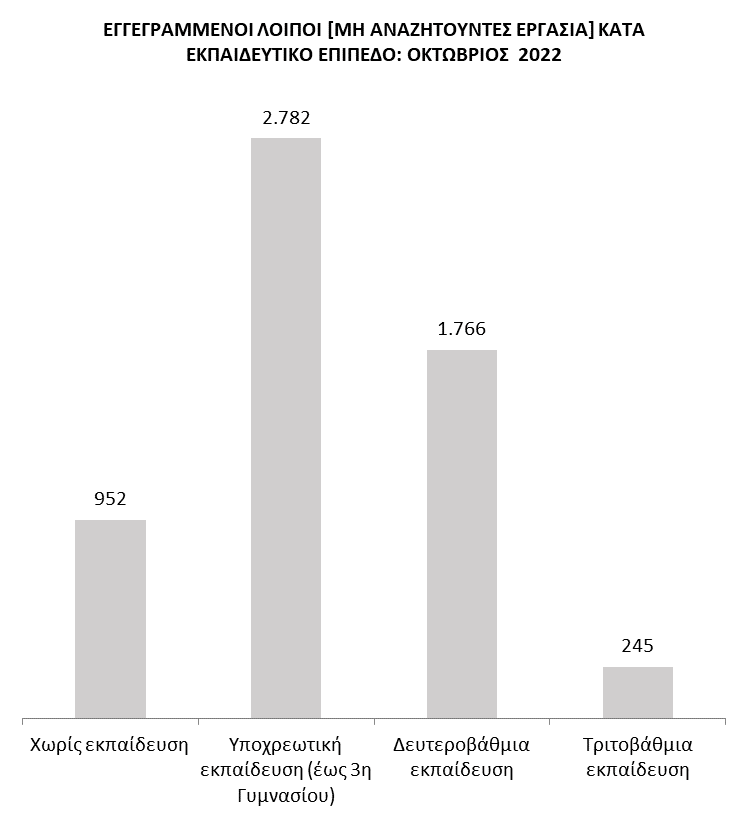 ΕΓΓΕΓΡΑΜΜΕΝΟΙ ΛΟΙΠΟΙ [ΜΗ ΑΝΑΖΗΤΟΥΝΤΕΣ ΕΡΓΑΣΙΑ] ΚΑΤΑ
ΕΚΠΑΙΔΕΥΤΙΚΟ ΕΠΙΠΕΔΟ: ΟΚΤΩΒΡΙΟΣ 2022
2.782
1.766
952
245
Χωρίς εκπαίδευση
Υποχρεωτική
εκπαίδευση (έως 3η
Γυμνασίου)
Δευτεροβάθμια
εκπαίδευση
Τριτοβάθμια
εκπαίδευση